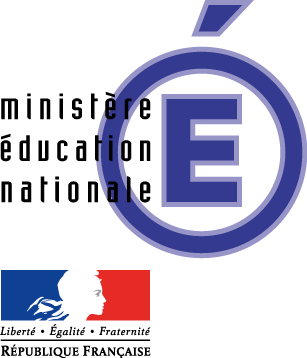 ministère
éducation
nationale
É
Liberté • Égalité • Fraternité
RÉPUBLIQUE FRANÇAISE